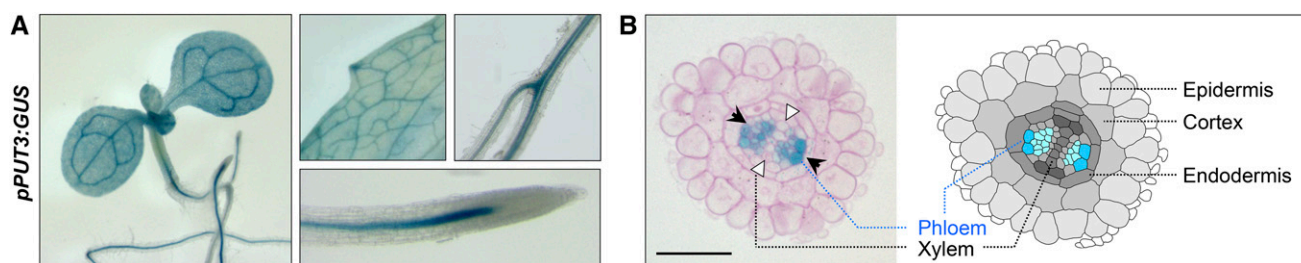 A
pPUT3:GUS
B
Epidermis
Cortex
Endodermis
Phloem
Xylem